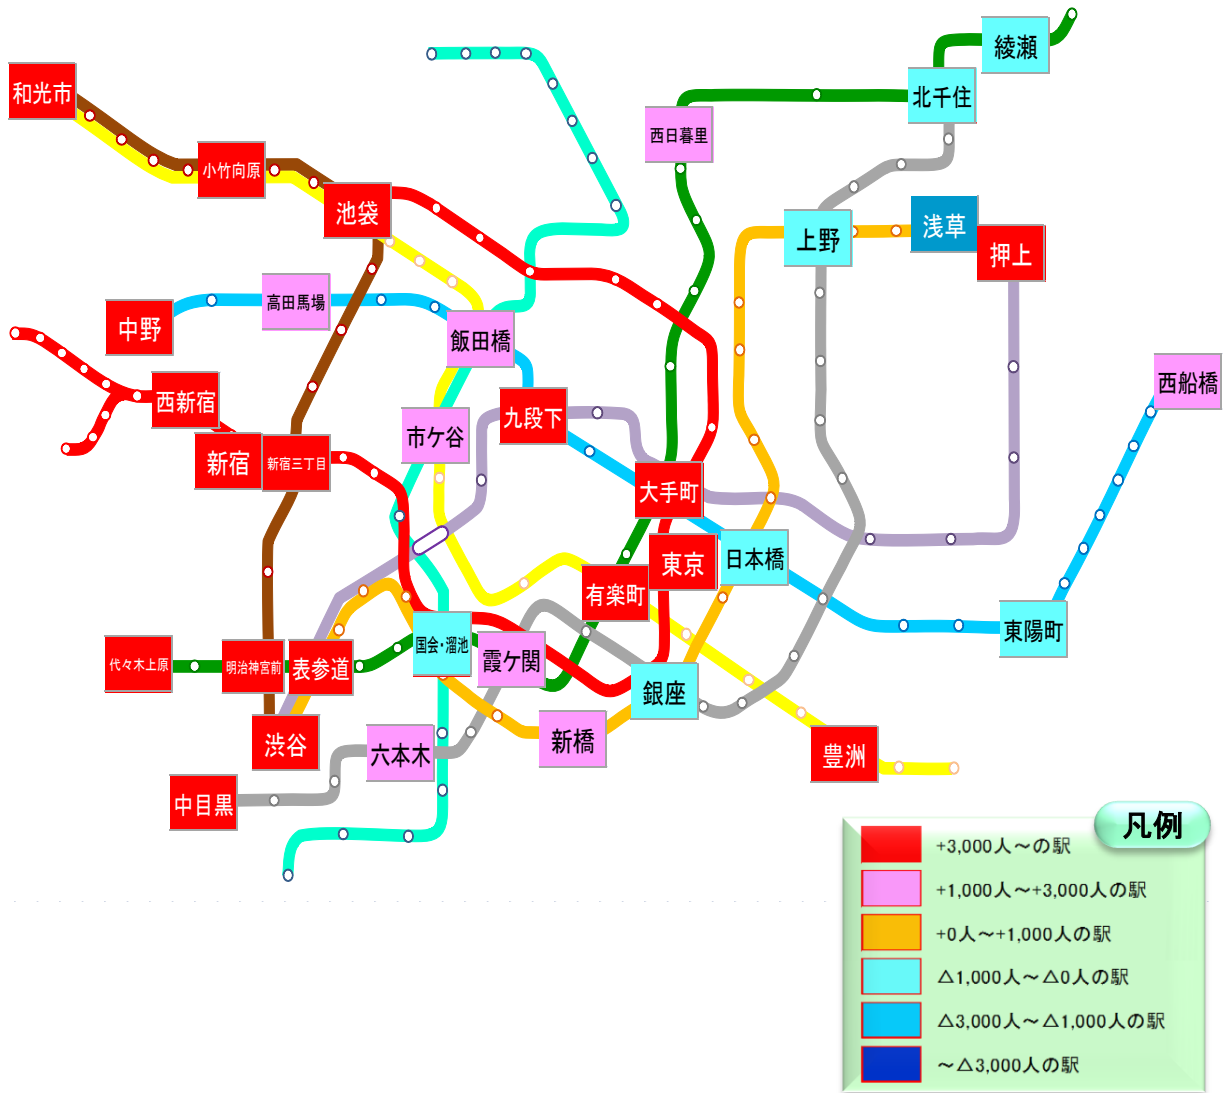 綾瀬
和光市
北千住
西日暮里
小竹向原
池袋
浅草
上野
押上
高田馬場
中野
飯田橋
西船橋
西新宿
九段下
市ケ谷
新宿
新宿三丁目
大手町
日本橋
東京
有楽町
東陽町
国会・溜池
代々木上原
明治神宮前
表参道
霞ケ関
銀座
渋谷
新橋
六本木
豊洲
中目黒
凡例
+3,000人～の駅
+1,000人～+3,000人の駅
+0人～+1,000人の駅
△1,000人～△0人の駅
△3,000人～△1,000人の駅
～△3,000人の駅